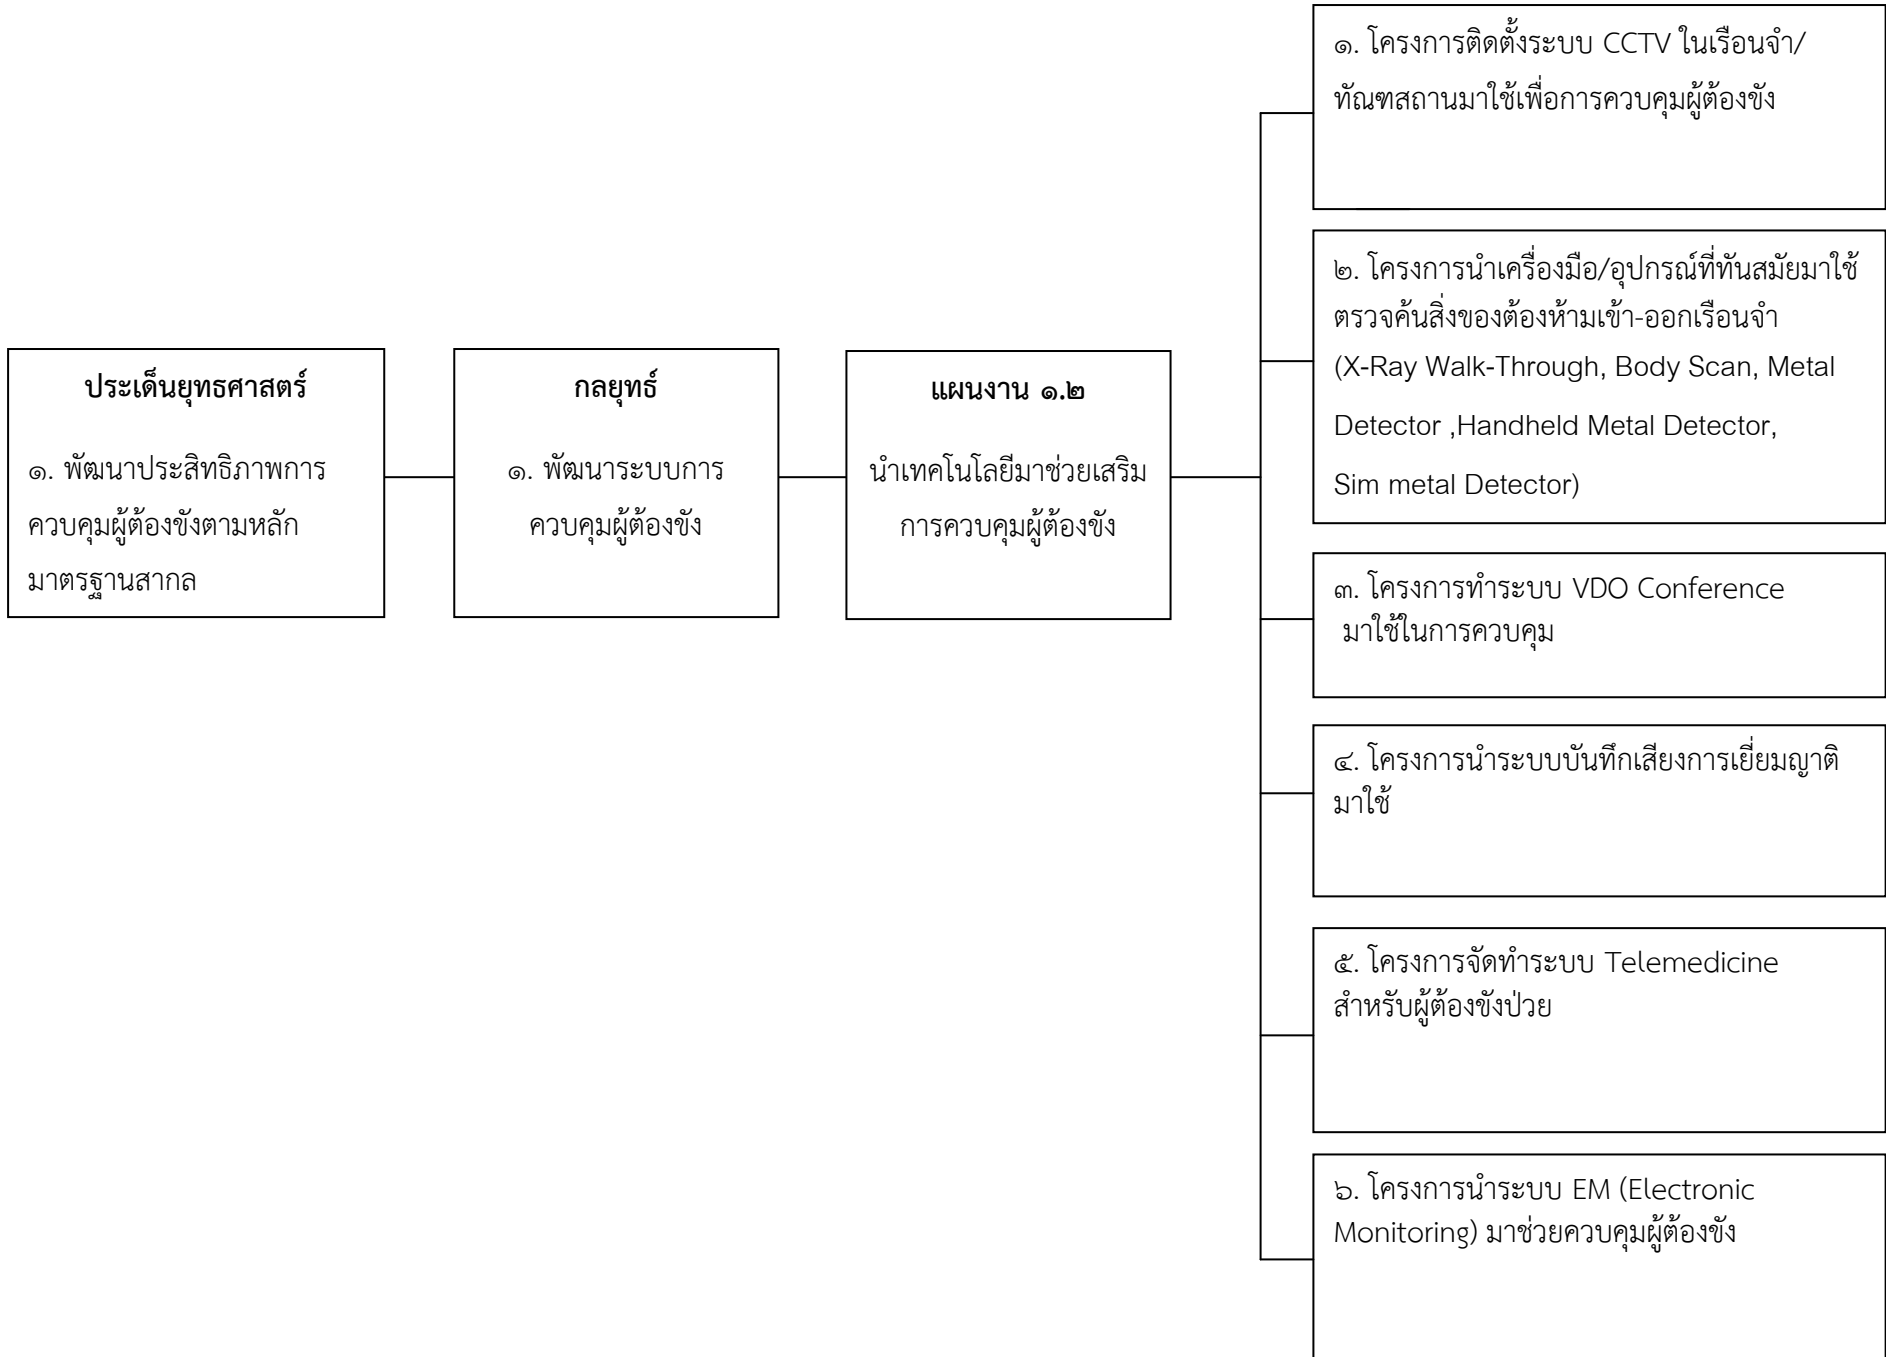 ประเด็นยุทธศาสตร์
๑. พัฒนาประสิทธิภาพการ
ควบคุมผู้ต้องขังตามหลัก
มาตรฐานสากล
กลยุทธ์
๑. พัฒนาระบบการ
ควบคุมผู้ต้องขัง
แผนงาน ๑.๒
นำเทคโนโลยีมาช่วยเสริม
การควบคุมผู้ต้องขัง
๑. โครงการติดตั้งระบบ CCTV ในเรือนจำ/
ทัณฑสถานมาใช้เพื่อการควบคุมผู้ต้องขัง
๒. โครงการนำเครื่องมือ/อุปกรณ์ที่ทันสมัยมาใช้
ตรวจค้นสิ่งของต้องห้ามเข้า-ออกเรือนจำ
(X-Ray Walk-Through, Body Scan, Metal
Detector ,Handheld Metal Detector,
Sim metal Detector)
๓. โครงการทำระบบ VDO Conference
มาใช้ในการควบคุม
๔. โครงการนำระบบบันทึกเสียงการเยี่ยมญาติ
มาใช้
๕. โครงการจัดทำระบบ Telemedicine
สำหรับผู้ต้องขังป่วย
๖. โครงการนำระบบ EM (Electronic
Monitoring) มาช่วยควบคุมผู้ต้องขัง